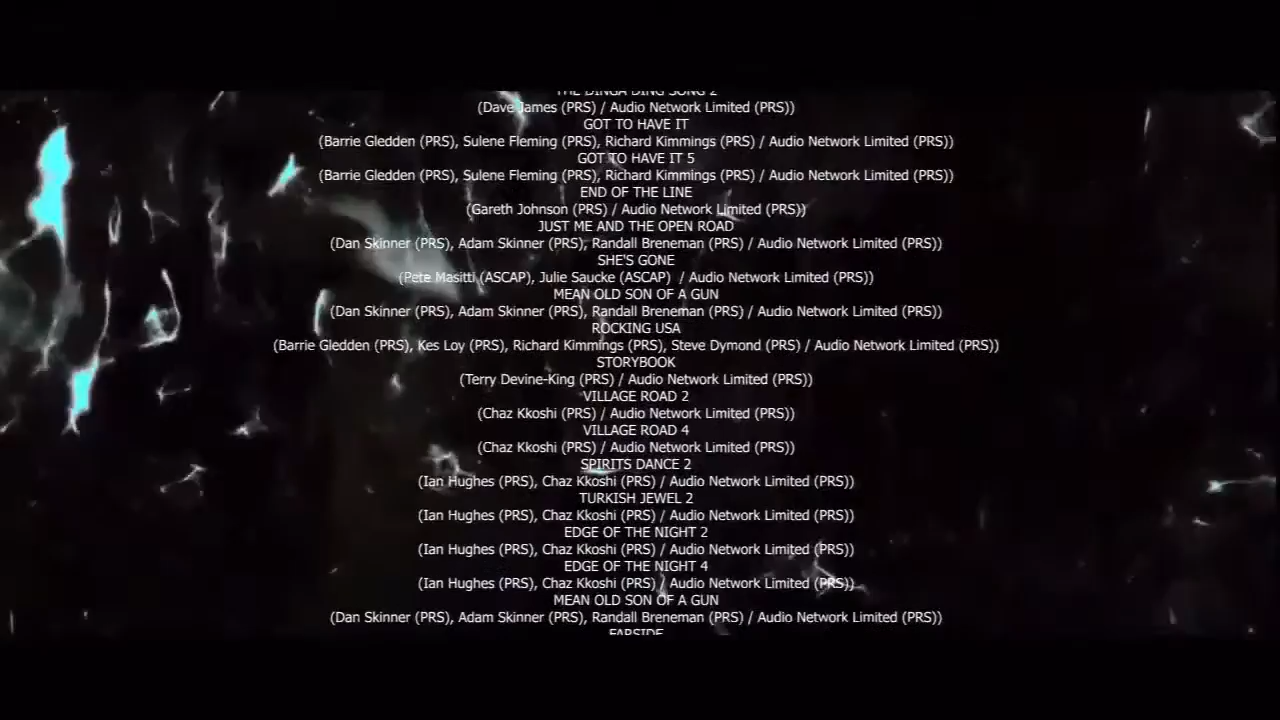 THE DINGA DING SONG 2
(Dave James (PRS) / Audio Network Limited (PRS))
GOT TO HAVE IT
(Barrie Gledden (PRS), Sulene Fleming (PRS), Richard Kimmings (PRS) / Audio Network Limited (PRS))
GOT TO HAVE IT 5
(Barrie Gledden (PRS), Sulene Fleming (PRS), Richard Kimmings (PRS) / Audio Network Limited (PRS))
END OF THE LINE
(Gareth Johnson (PRS) / Audio Network Limited (PRS))
JUST ME AND THE OPEN ROAD
(Dan Skinner (PRS), Adam Skinner (PRS), Randall Breneman (PRS) / Audio Network Limited (PRS))
SHE'S GONE
(Pete Masitti (ASCAP), Julie Saucke (ASCAP)  / Audio Network Limited (PRS))
MEAN OLD SON OF A GUN
(Dan Skinner (PRS), Adam Skinner (PRS), Randall Breneman (PRS) / Audio Network Limited (PRS))
ROCKING USA
(Barrie Gledden (PRS), Kes Loy (PRS), Richard Kimmings (PRS), Steve Dymond (PRS) / Audio Network Limited (PRS))
STORYBOOK
(Terry Devine-King (PRS) / Audio Network Limited (PRS))
VILLAGE ROAD 2
(Chaz Kkoshi (PRS) / Audio Network Limited (PRS))
VILLAGE ROAD 4
(Chaz Kkoshi (PRS) / Audio Network Limited (PRS))
SPIRITS DANCE 2
(Ian Hughes (PRS), Chaz Kkoshi (PRS) / Audio Network Limited (PRS))
TURKISH JEWEL 2
(Ian Hughes (PRS), Chaz Kkoshi (PRS) / Audio Network Limited (PRS))
EDGE OF THE NIGHT 2
(Ian Hughes (PRS), Chaz Kkoshi (PRS) / Audio Network Limited (PRS))
EDGE OF THE NIGHT 4
(Ian Hughes (PRS), Chaz Kkoshi (PRS) / Audio Network Limited (PRS))
MEAN OLD SON OF A GUN
(Dan Skinner (PRS), Adam Skinner (PRS), Randall Breneman (PRS) / Audio Network Limited (PRS))
FARSIDE